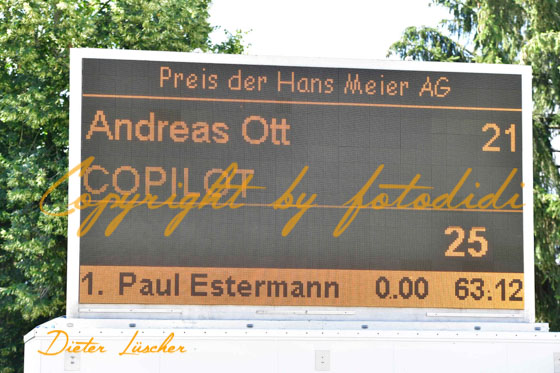 Preis der Hans Meier AG
Andreas Ott 21
COPILOT
Copyright by fotodidi
25
1. Paul Estermann 0.00 63.12
Dieter Lüscher